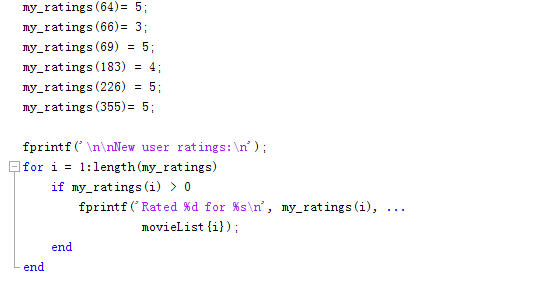 my_ratings(64)= 5;
my_ratings(66)= 3;
my_ratings(69) = 5;
my_ratings(183) = 4;
my_ratings(226) = 5;
my_ratings(355)= 5;
fprintf('\n\nNew user ratings:\n');
for i = 1:length(my_ratings)
if my_ratings(i) > 0
fprintf('Rated %d for %s\n', my_ratings(i), ...
movieList{i});
end
end